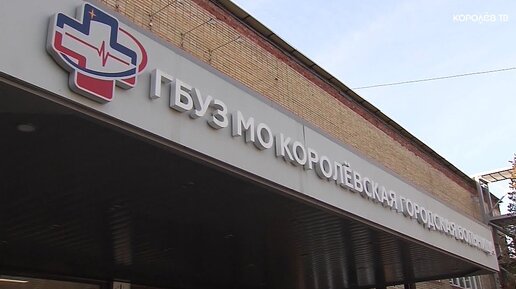 КОРОЛЁВ ТВ
ГБУЗ МО КОРОЛЁВСКАЯ ГОРОДСКАЯ БОЛЬНИЦА